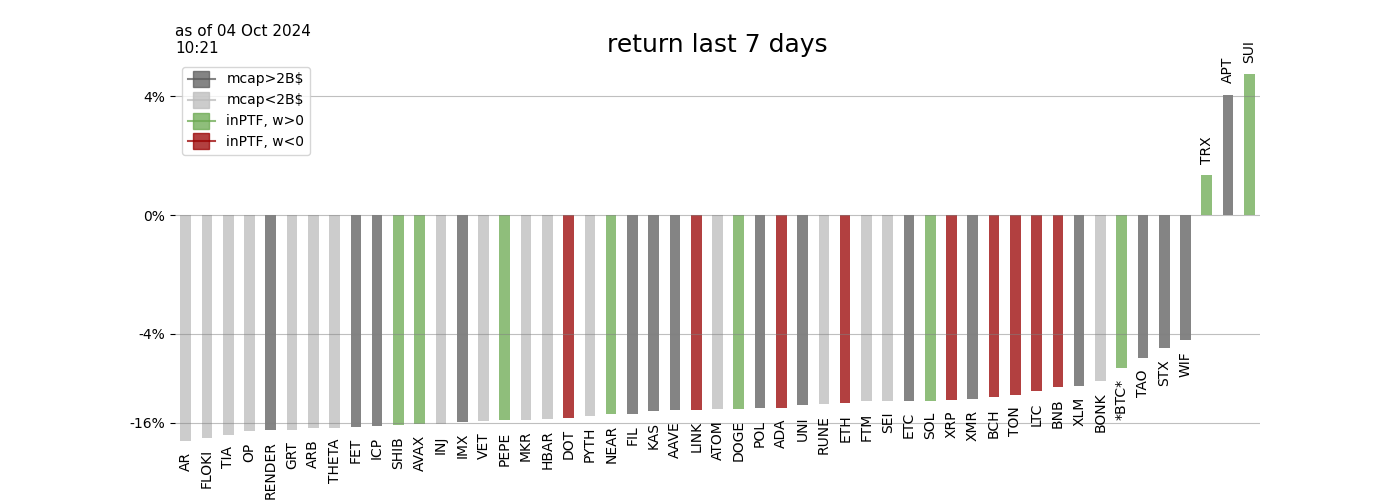 as of 04 Oct 2024
10:21
return last 7 days
mcap>2B$
mcap<2B$
inPTF, w>0
inPTF, w<0
4%
0%
-4%
-16%
AR
FLOKI
TIA
OP
RENDER
GRT
ARB
THETA
FET
ICP
SHIB
AVAX
INJ
IMX
VET
PEPE
MKR
HBAR
DOT
PYTH
NEAR
FIL
KAS
AAVE
LINK
ATOM
DOGE
POL
ADA
UNI
RUNE
ETH
FTM
SEI
ETC
SOL
XRP
XMR
BCH
TON
LTC
BNB
XLM
BONK
*BTC*
TAO
STX
WIF
TRX
APT
SUI